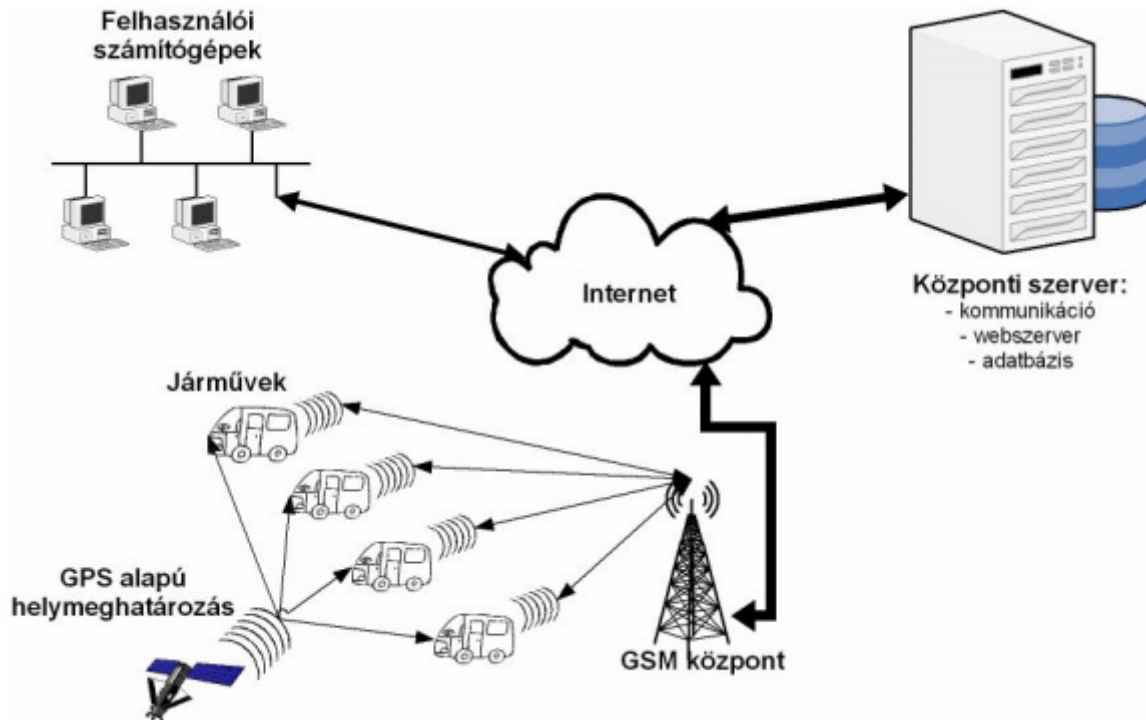 Felhasználói
számítógépek
Internet
Központi szerver:
- kommunikáció
- webszerver
- adatbázis
Járművek
GPS alapú
helymeghatározás
GSM központ